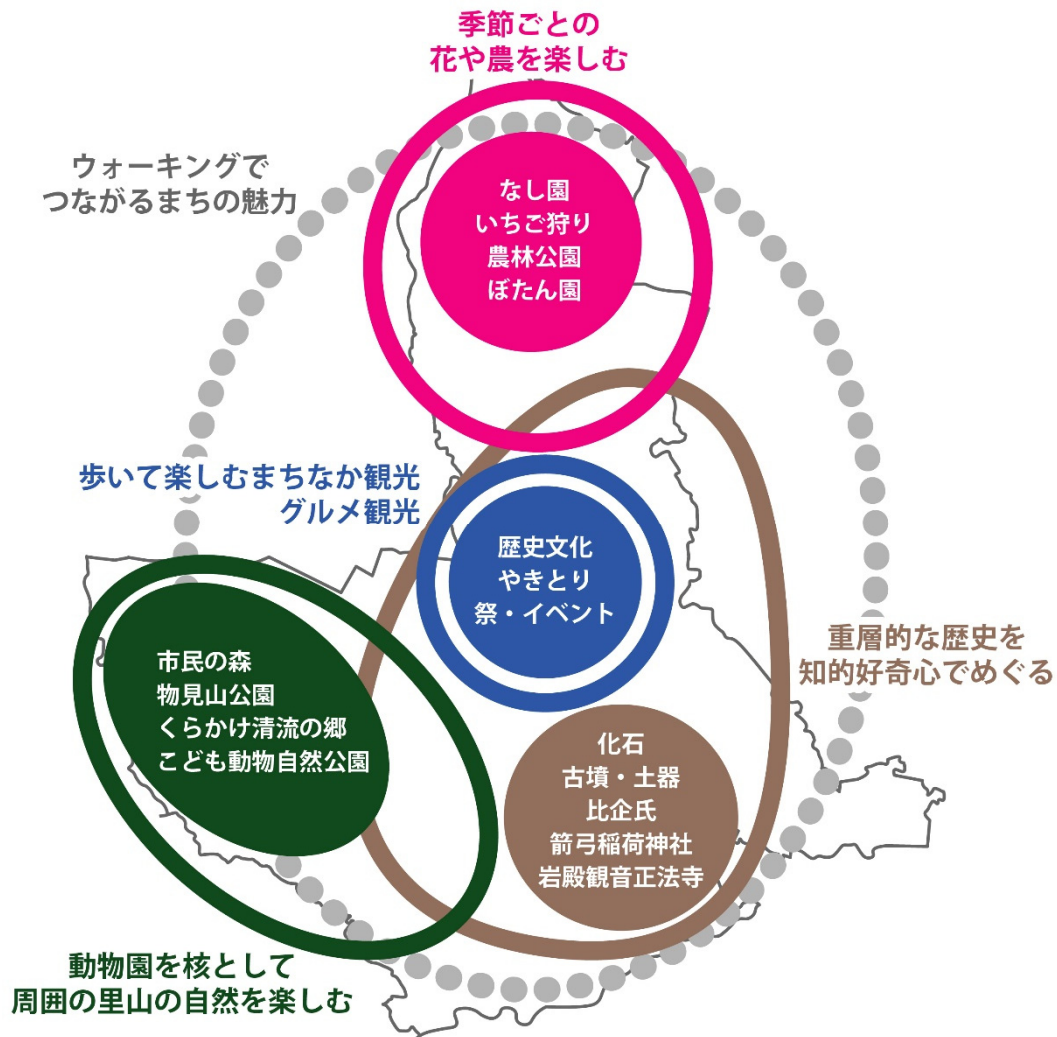 季節ごとの
花や農を楽しむ
ウォーキングで
つながるまちの魅力
なし園
いちご狩り
農林公園
ぼたん園
歩いて楽しむまちなか観光
グルメ観光
歴史文化
やきとり
祭・イベント
重層的な歴史を
知的好奇心でめぐる
市民の森
物見山公園
くらかけ清流の郷
こども動物自然公園
化石
古墳・土器
比企氏
箭弓稲荷神社
岩殿観音正法寺
動物園を核として
周囲の里山の自然を楽しむ